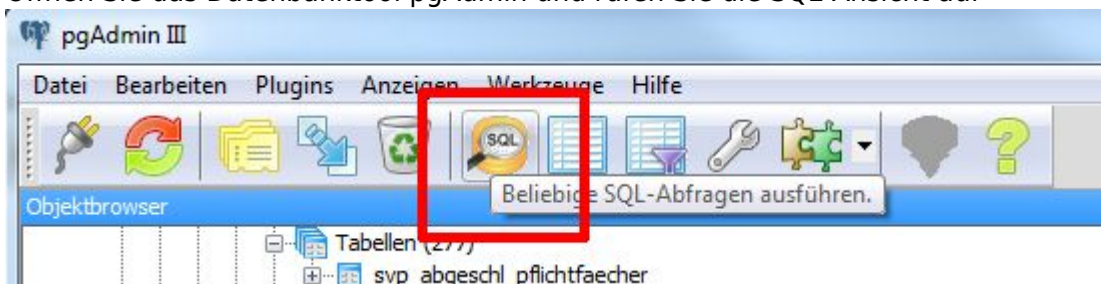 Öffnen Sie das Datenbanktool pgAdmin und rufen Sie die SQL Ansicht auf
pgAdmin III
Datei Bearbeiten Plugins Anzeigen Werkzeuge Hilfe
SQL
Beliebige SQL-Abfragen ausführen.
Objektbrowser
Tabellen (277)
svp_abgeschl_pflichtfaecher